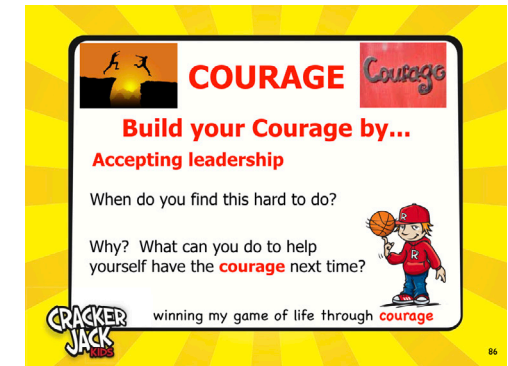 COURAGE
Courage
Build your Courage by...
Accepting leadership
When do you find this hard to do?
Why? What can you do to help
yourself have the courage next time?
R
R
CRACKER
JACK
KIDS
winning my game of life through courage
86